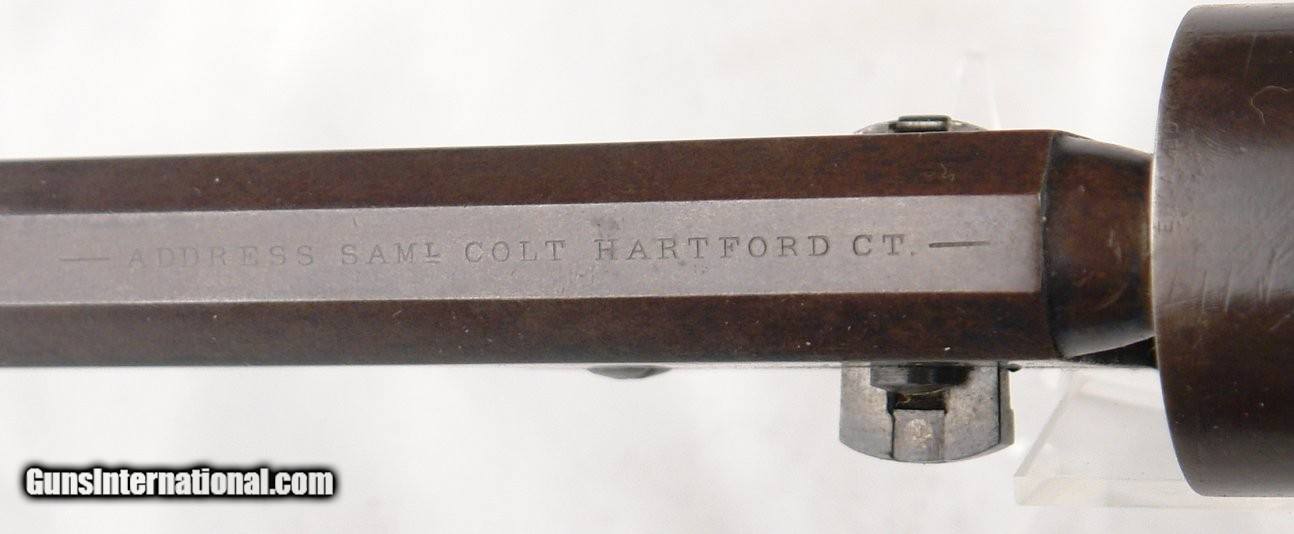 — ADDRESS SAML COLT HARTFORD CT. —
GunsInternational.com